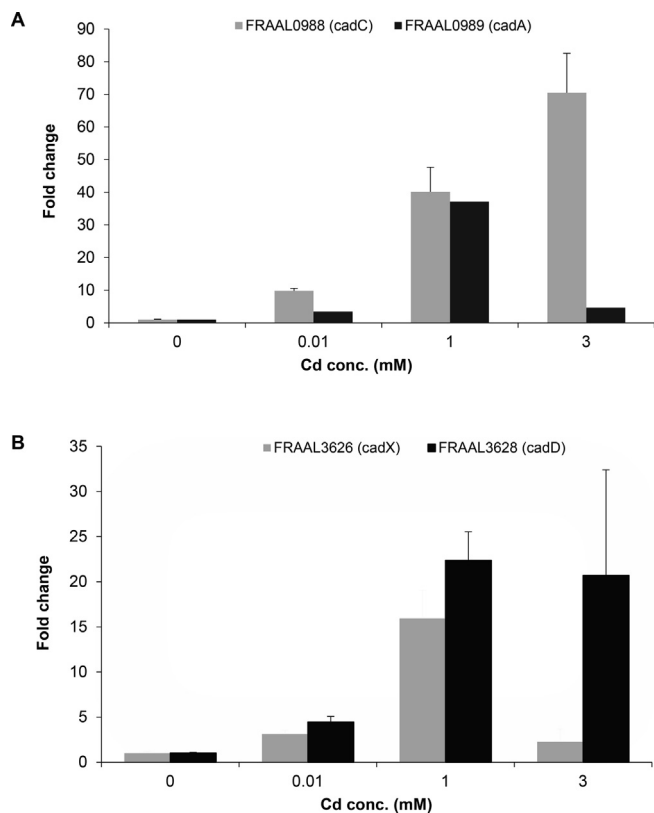 A
FRAAL0988 (cadC) FRAAL0989 (cadA)
90
80
70
60
50
40
30
20
10
0
Fold change
0 0.01 1 3
Cd conc. (mM)
B
FRAAL3626 (cadX) FRAAL3628 (cadD)
35
30
25
20
15
10
5
0
Fold change
0 0.01 1 3
Cd conc. (mM)